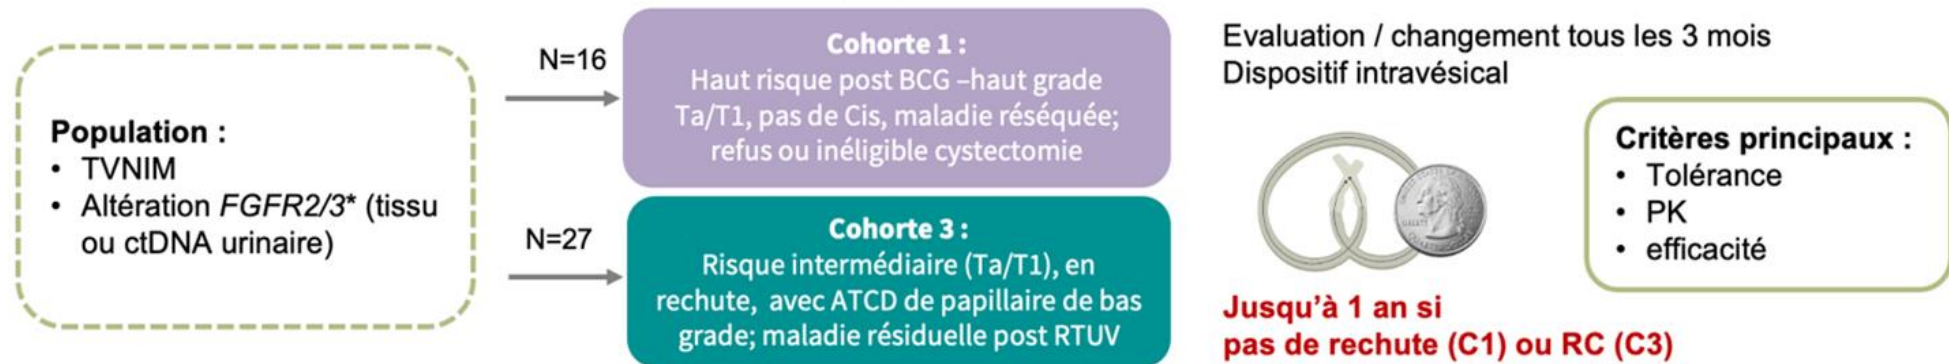 Population :
• TVNIM
• Altération FGFR2/3* (tissu
ou ctDNA urinaire)
N=16
Cohorte 1 :
Haut risque post BCG –haut grade
Ta/T1, pas de Cis, maladie réséquée;
refus ou inéligible cystectomie
N=27
Cohorte 3 :
Risque intermédiaire (Ta/T1), en
rechute, avec ATCD de papillaire de bas
grade; maladie résiduelle post RTUV
Evaluation / changement tous les 3 mois
Dispositif intravésical
Jusqu’à 1 an si
pas de rechute (C1) ou RC (C3)
Critères principaux :
• Tolérance
• PK
• efficacité